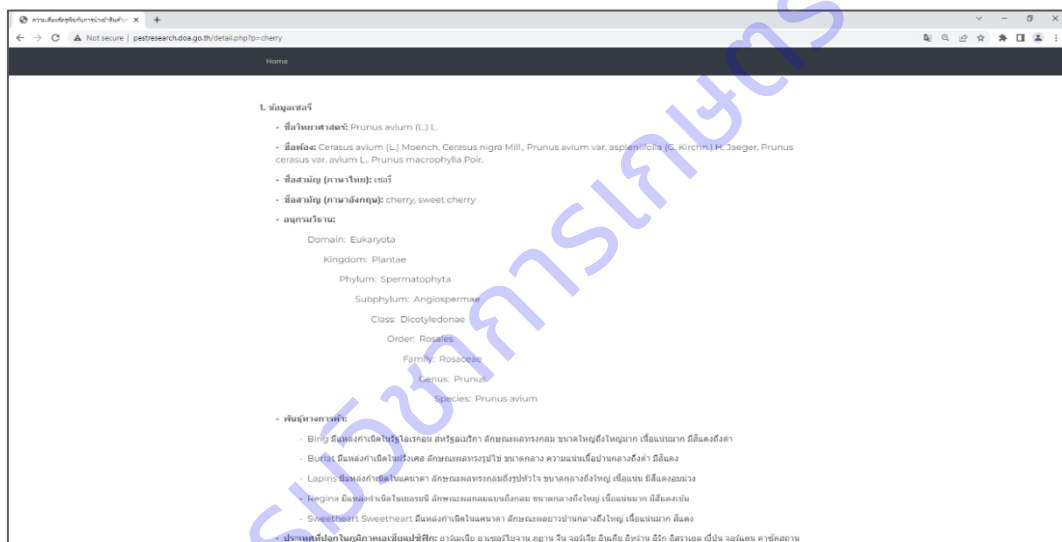 ความเสี่ยงศัตรูพืชกับการนำเข้าสินค้า
Not secure | pestresearch.doa.go.th/detail.php?p=cherry
Home
1. ข้อมูลเชอรี่
- ชื่อวิทยาศาสตร์: Prunus avium (L.) L.
- ชื่อพ้อง: Cerasus avium (L.) Moench, Cerasus nigra Mill., Prunus avium var. aspleniifolia (G. Kirchn.) H. Jaeger, Prunus
cerasus var. avium L., Prunus macrophylla Poir.
- ชื่อสามัญ (ภาษาไทย): เชอรี่
- ชื่อสามัญ (ภาษาอังกฤษ): cherry, sweet cherry
- อนุกรมวิธาน:
Domain: Eukaryota
Kingdom: Plantae
Phylum: Spermatophyta
Subphylum: Angiospermae
Class: Dicotyledonae
Order: Rosales
Family: Rosaceae
Genus: Prunus
Species: Prunus avium
- พันธุ์ทางการค้า:
- Bing มีแหล่งกำเนิดในรัฐโอเรกอน สหรัฐอเมริกา ลักษณะผลทรงกลม ขนาดใหญ่ถึงใหญ่มาก เนื้อแน่นมาก มีสีแดงถึงดำ
- Burlat มีแหล่งกำเนิดในฝรั่งเศส ลักษณะผลทรงรูปไข่ ขนาดกลาง ความแน่นเนื้อปานกลางถึงต่ำ มีสีแดง
- Lapins มีแหล่งกำเนิดในแคนาดา ลักษณะผลทรงกลมถึงรูปหัวใจ ขนาดกลางถึงใหญ่ เนื้อแน่น มีสีแดงอมม่วง
- Regina มีแหล่งกำเนิดในเยอรมนี ลักษณะผลกลมแบนถึงกลม ขนาดกลางถึงใหญ่ เนื้อแน่นมาก มีสีแดงเข้ม
- Sweetheart Sweetheart มีแหล่งกำเนิดในแคนาดา ลักษณะผลยาวปานกลางถึงใหญ่ เนื้อแน่นมาก สีแดง
- ประเทศที่ปลูกในภูมิภาคเอเชียแปซิฟิก: อาร์เมเนีย อาเซอร์ไบจาน ภูฏาน จีน จอร์เจีย อินเดีย อิหร่าน อิรัก อิสราเอล ญี่ปุ่น จอร์แดน คาซัคสถาน
กรมวิชาการเกษตร